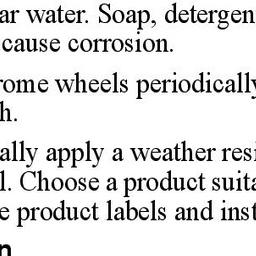 ar water. Soap, detergen
cause corrosion.
rome wheels periodically
h.
ally apply a weather resi
l. Choose a product suita
e product labels and inst
n